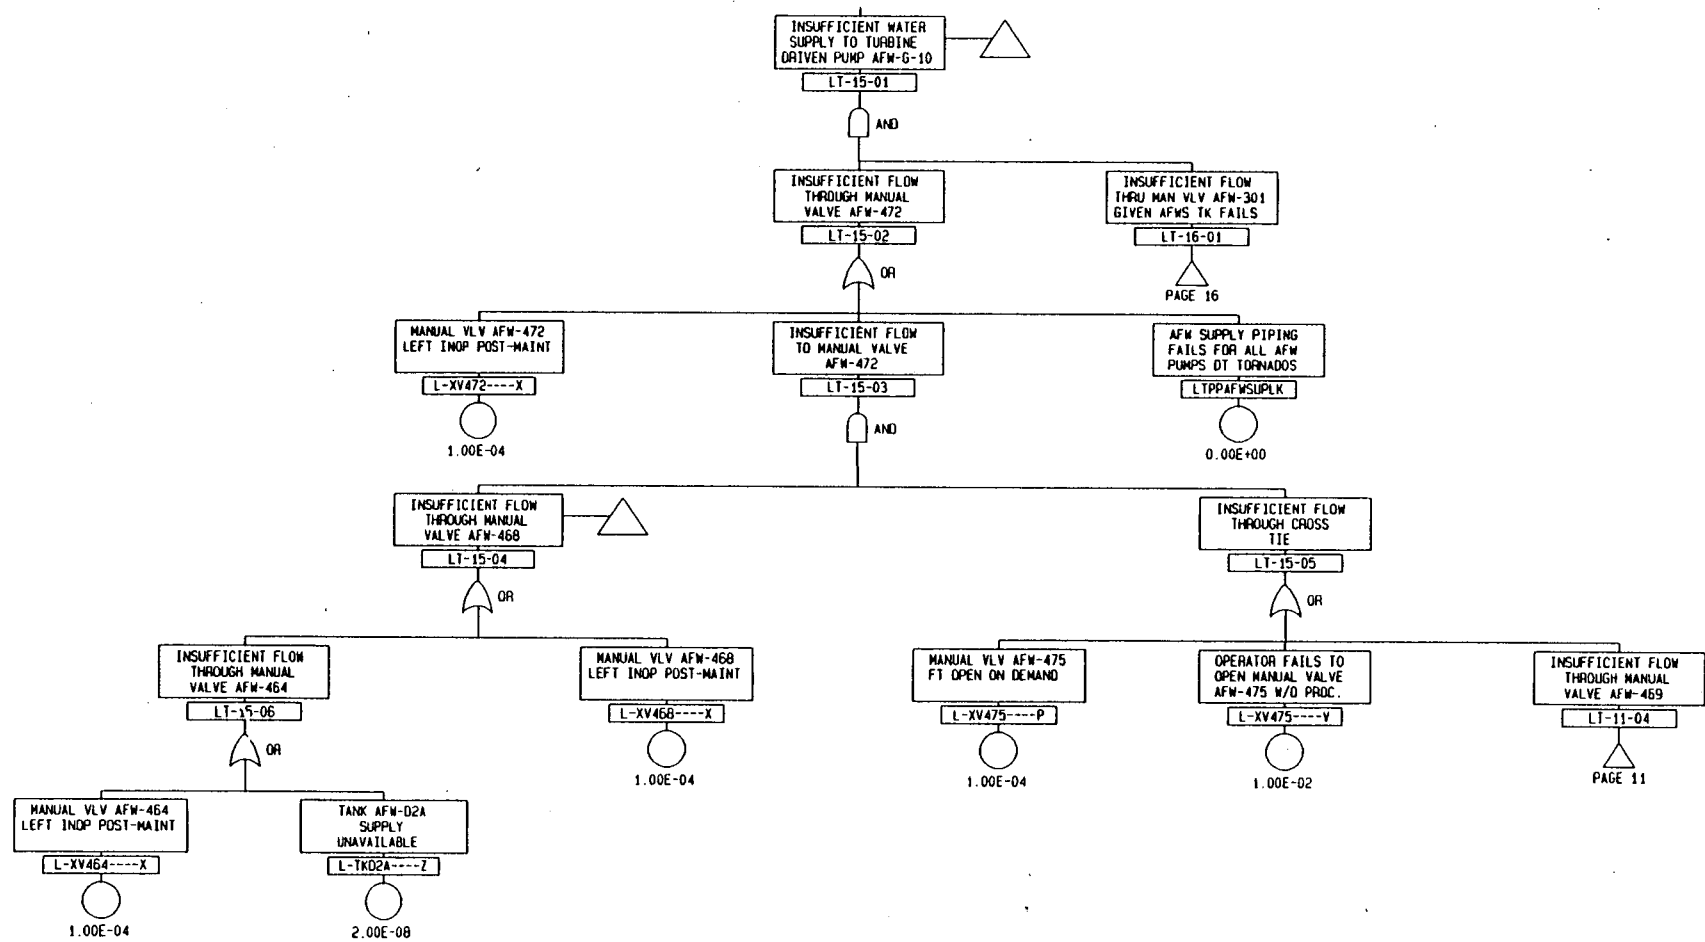 INSUFFICIENT WATER
SUPPLY TO TURBINE
DRIVEN PUMP AFW-G-10
LT-15-01
AND
INSUFFICIENT FLOW
THROUGH MANUAL
VALVE AFW-472
LT-15-02
OR
INSUFFICIENT FLOW
THRU MAN VLV AFW-301
GIVEN AFWS TK FAILS
LT-16-01
PAGE 16
MANUAL VLV AFW-472
LEFT INOP POST-MAINT
L-XV472----X
1.00E-04
INSUFFICIENT FLOW
TO MANUAL VALVE
AFW-472
LT-15-03
AND
AFW SUPPLY PIPING
FAILS FOR ALL AFW
PUMPS DT TORNADOS
LTPPAFWSUPLK
0.00E+00
INSUFFICIENT FLOW
THROUGH MANUAL
VALVE AFW-468
LT-15-04
OR
INSUFFICIENT FLOW
THROUGH CROSS
TIE
LT-15-05
OR
INSUFFICIENT FLOW
THROUGH MANUAL
VALVE AFW-464
LT-15-06
OR
MANUAL VLV AFW-468
LEFT INOP POST-MAINT
L-XV468----X
1.00E-04
MANUAL VLV AFW-475
FT OPEN ON DEMAND
L-XV475----P
1.00E-04
OPERATOR FAILS TO
OPEN MANUAL VALVE
AFW-475 W/O PROC.
L-XV475----V
1.00E-02
INSUFFICIENT FLOW
THROUGH MANUAL
VALVE AFW-469
LT-11-04
PAGE 11
MANUAL VLV AFW-464
LEFT INOP POST-MAINT
L-XV464----X
1.00E-04
TANK AFW-D2A
SUPPLY
UNAVAILABLE
L-TKD2A----Z
2.00E-08